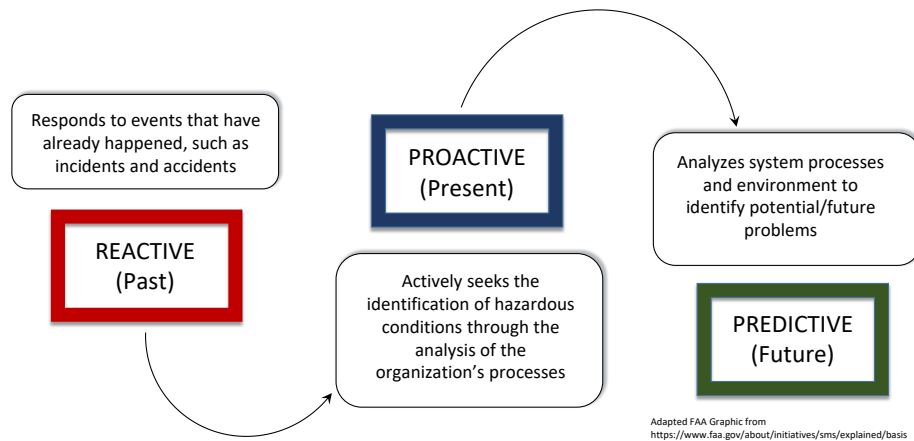 Responds to events that have
already happened, such as
incidents and accidents
REACTIVE
(Past)
PROACTIVE
(Present)
Actively seeks the
identification of hazardous
conditions through the
analysis of the
organization’s processes
Analyzes system processes
and environment to
identify potential/future
problems
PREDICTIVE
(Future)
Adapted FAA Graphic from
https://www.faa.gov/about/initiatives/sms/explained/basis